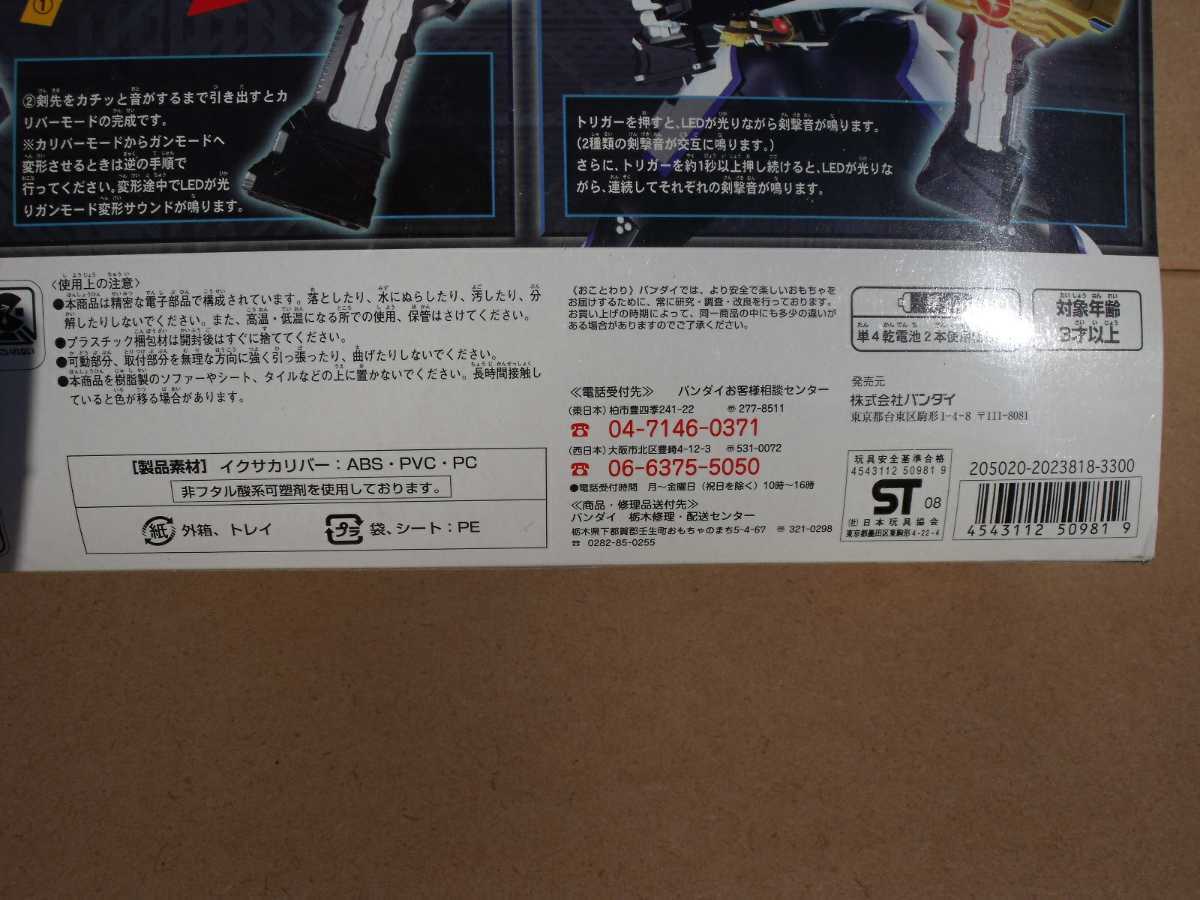 ①
②剣先をカチッと音がするまで引き出すとカ
リバーモードの完成です。
※カリバーモードからガンモードへ
変形させるときは逆の手順で
行ってください。変形途中でLEDが光
りガンモード変形サウンドが鳴ります。
トリガーを押すと、LEDが光りながら剣撃音が鳴ります。
(2種類の剣撃音が交互に鳴ります。)
さらに、トリガーを約1秒以上押し続けると、LEDが光りな
がら、連続してそれぞれの剣撃音が鳴ります。
〈使用上の注意〉
●本商品は精密な電子部品で構成されています。落としたり、水にぬらしたり、汚したり、分
解したりしないでください。また、高温・低温になる所での使用、保管はさけてください。
●プラスチック梱包材は開封後はすぐに捨ててください。
●可動部分、取付部分を無理な方向に強く引っ張ったり、曲げたりしないでください。
●本商品を樹脂製のソファーやシート、タイルなどの上に置かないでください。長時間接触し
ていると色が移る場合があります。
【製品素材】 イクサカリバー：ABS・PVC・PC
非フタル酸系可塑剤を使用しております。
紙 外箱、トレイ
プラ 袋、シート：PE
《おことわり》バンダイでは、より安全で楽しいおもちゃを
お届けするために、常に研究・調査・改良を行っております。
お買い上げの時期によって、同一商品の中にも多少の違いが
ある場合がありますのでご了承ください。
≪電話受付先≫ バンダイお客様相談センター
(東日本) 柏市豊四季241-22 〒277-8511
☎ 04-7146-0371
(西日本) 大阪市北区豊崎4-12-3 〒531-0072
☎ 06-6375-5050
●電話受付時間 月～金曜日(祝日を除く)10時～16時
≪商品・修理品送付先≫
バンダイ 栃木修理・配送センター
栃木県下都賀郡壬生町おもちゃのまち5-4-67 〒321-0298
☎ 0282-85-0255
単4乾電池2本使用
対象年齢
3才以上
発売元
株式会社バンダイ
東京都台東区駒形1-4-8 〒111-8081
玩具安全基準合格
4543112 50981 9
ST 08
(社)日本玩具協会
東京都墨田区東駒形4-22-4
205020-2023818-3300
4543112 509819